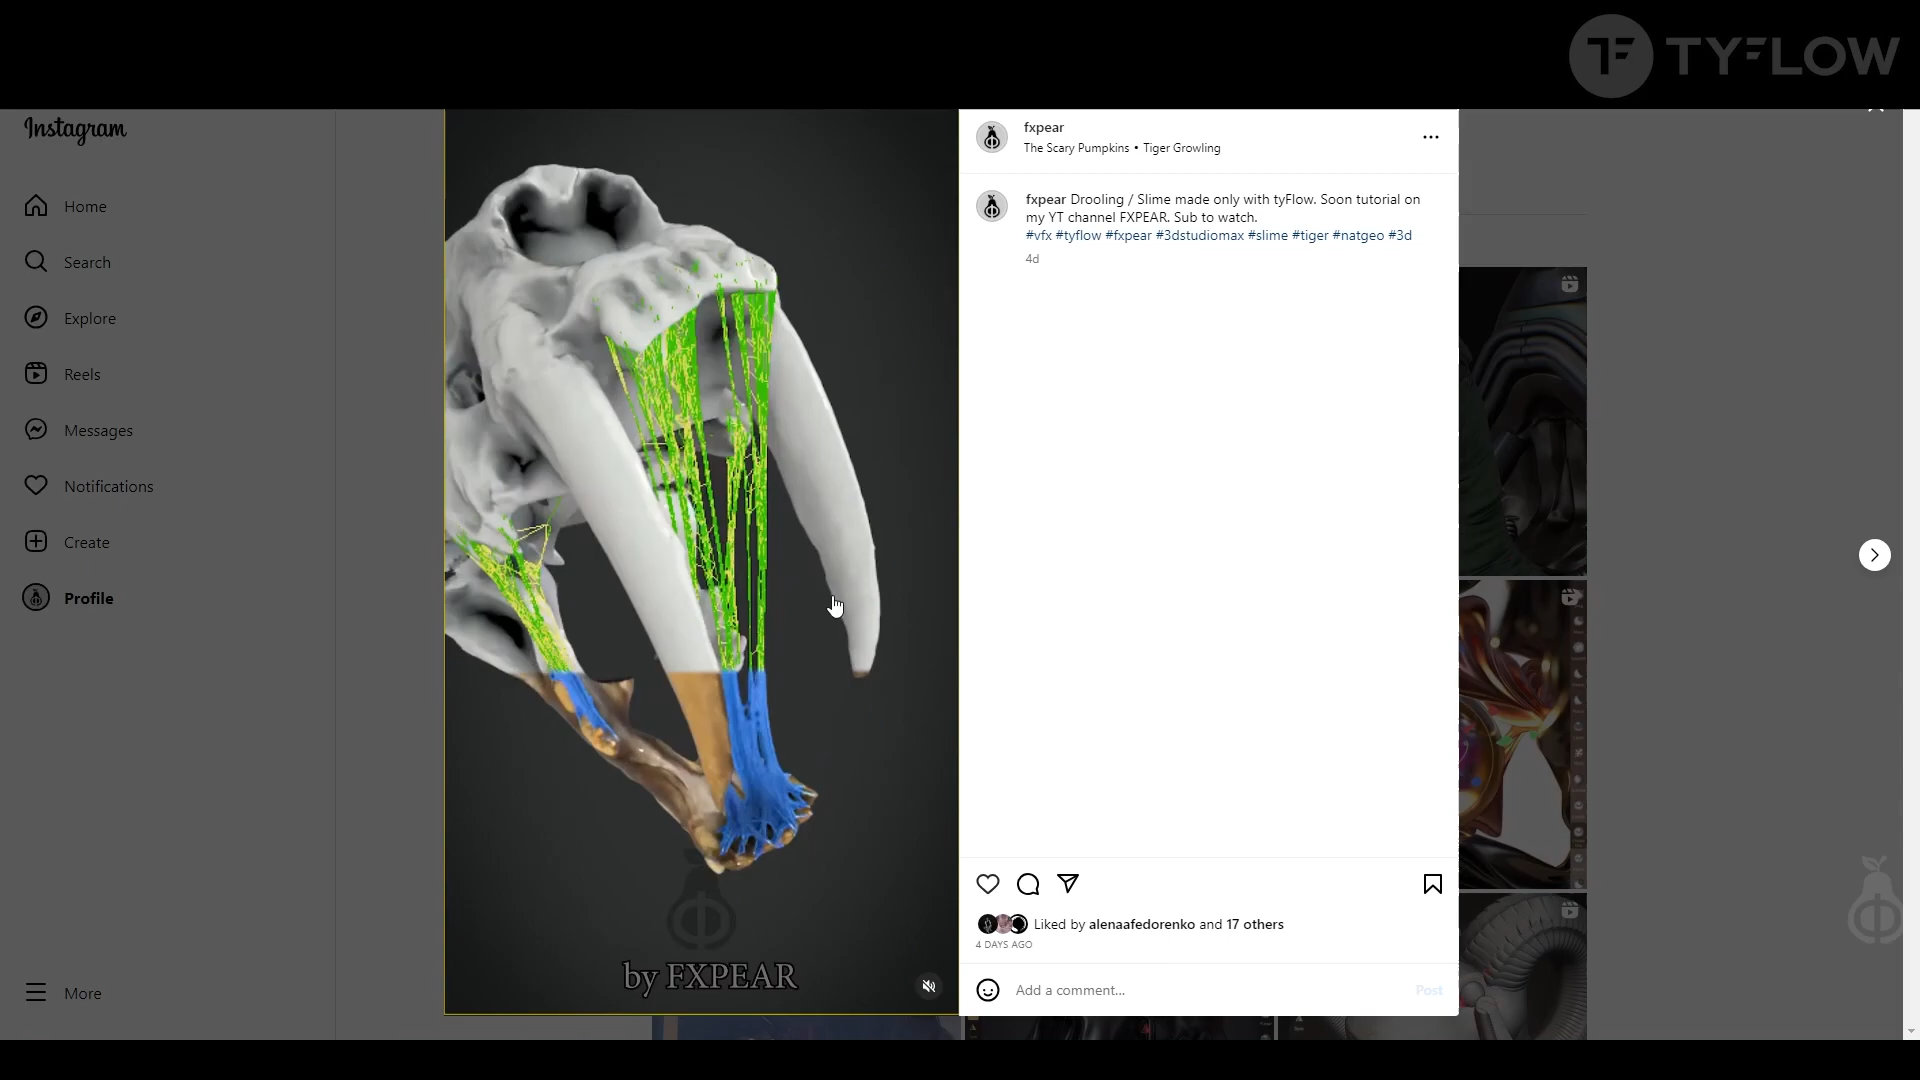 TYFLOW
Instagram
Home
Search
Explore
Reels
Messages
Notifications
Create
Profile
More
by FXPEAR
fxpear
The Scary Pumpkins • Tiger Growling
fxpear Drooling / Slime made only with tyFlow. Soon tutorial on
my YT channel FXPEAR. Sub to watch.
#vfx #tyflow #fxpear #3dstudiomax #slime #tiger #natgeo #3d
4d
Liked by alenaafedorenko and 17 others
4 DAYS AGO
Add a comment...
Post